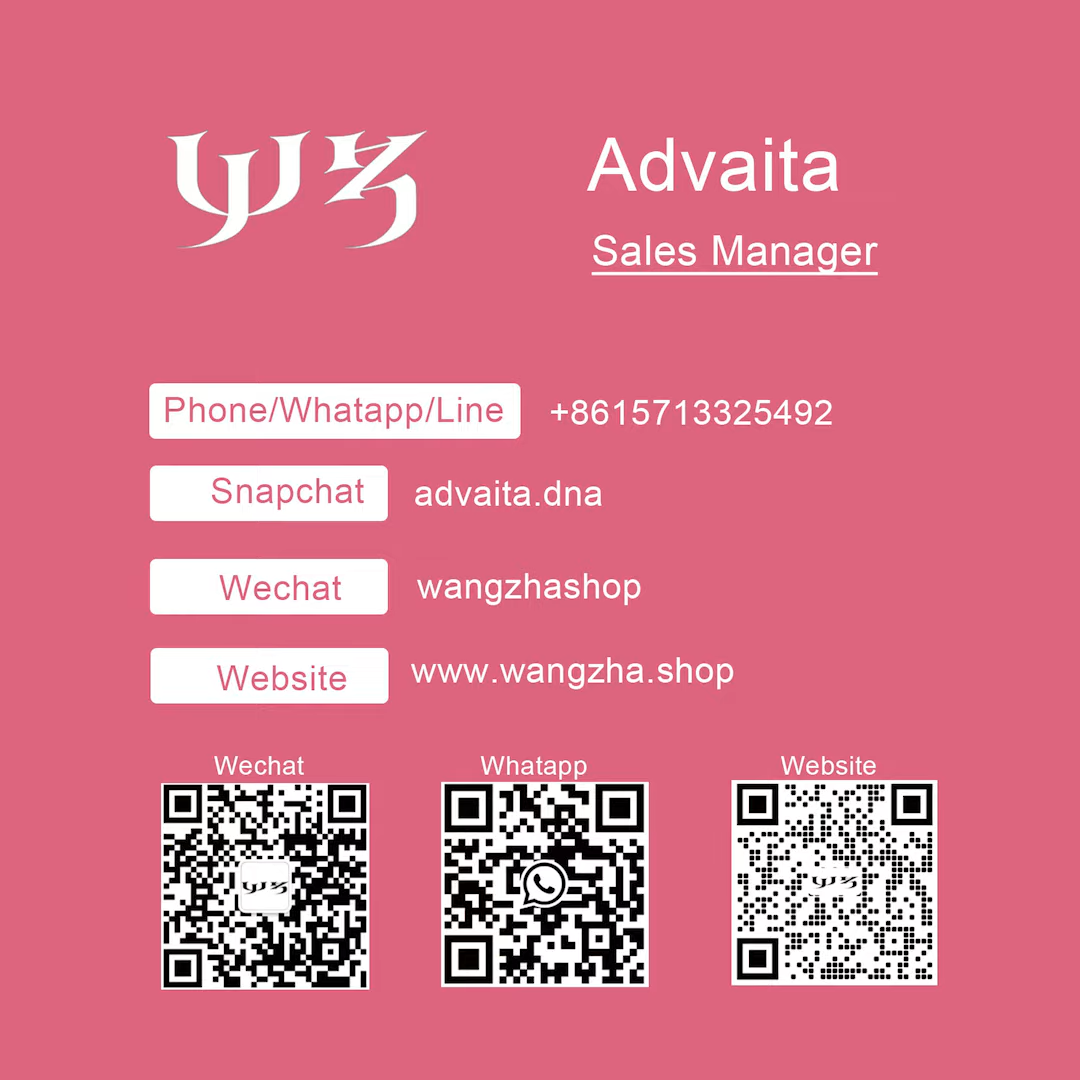 Advaita
Sales Manager
Phone/Whatapp/Line +8615713325492
Snapchat advaita.dna
Wechat wangzhashop
Website www.wangzha.shop
Wechat Whatapp Website